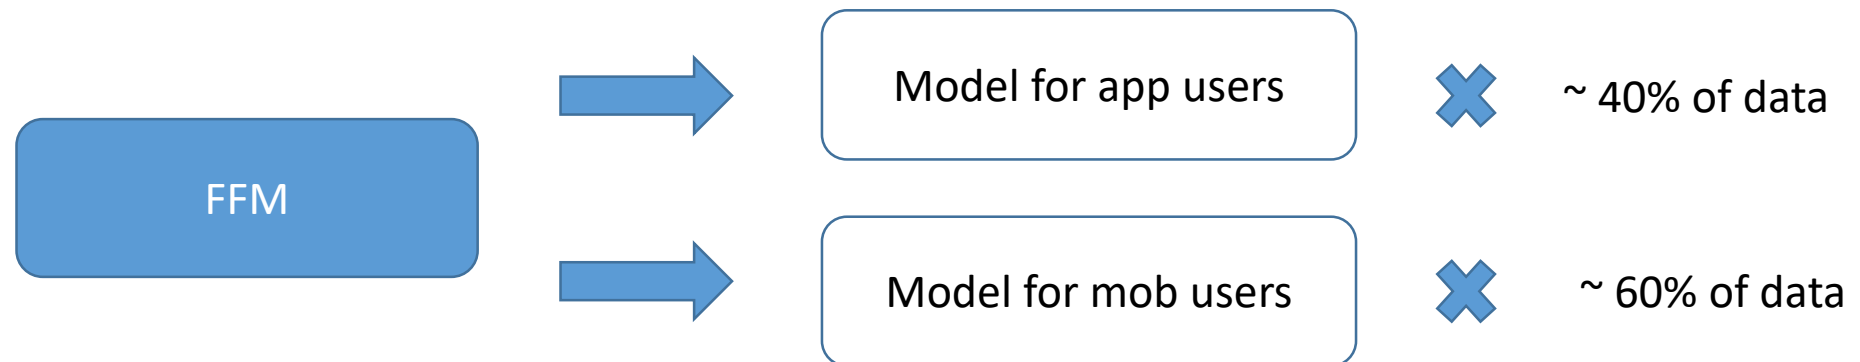 FFM
Model for app users
~ 40% of data
Model for mob users
~ 60% of data